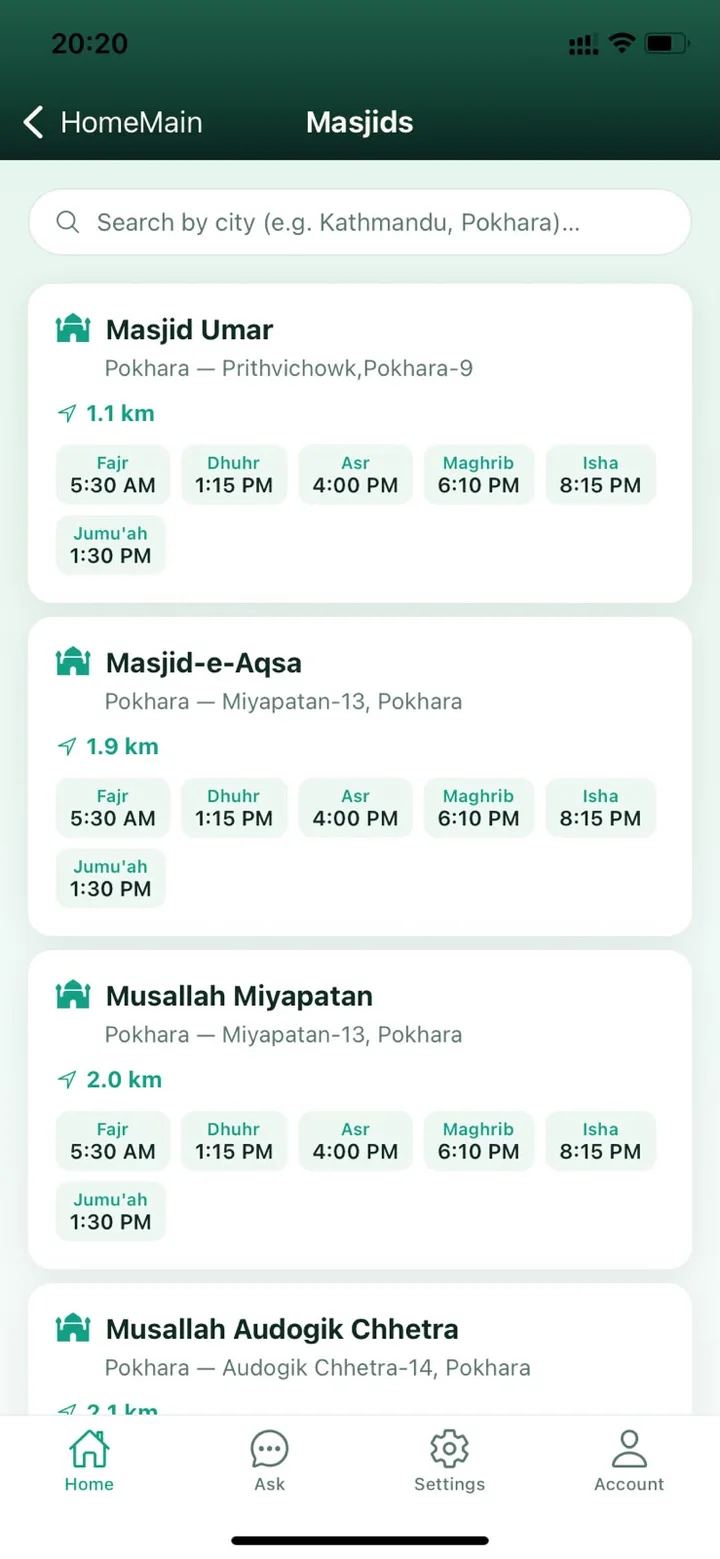 20:20
HomeMain
Masjids
Search by city (e.g. Kathmandu, Pokhara)...
Masjid Umar
Pokhara — Prithvichowk,Pokhara-9
1.1 km
Fajr Dhuhr Asr Maghrib Isha
5:30 AM 1:15 PM 4:00 PM 6:10 PM 8:15 PM
Jumu'ah
1:30 PM
Masjid-e-Aqsa
Pokhara — Miyapatan-13, Pokhara
1.9 km
Fajr Dhuhr Asr Maghrib Isha
5:30 AM 1:15 PM 4:00 PM 6:10 PM 8:15 PM
Jumu'ah
1:30 PM
Musallah Miyapatan
Pokhara — Miyapatan-13, Pokhara
2.0 km
Fajr Dhuhr Asr Maghrib Isha
5:30 AM 1:15 PM 4:00 PM 6:10 PM 8:15 PM
Jumu'ah
1:30 PM
Musallah Audogik Chhetra
Pokhara — Audogik Chhetra-14, Pokhara
2.1 km
Home Ask Settings Account